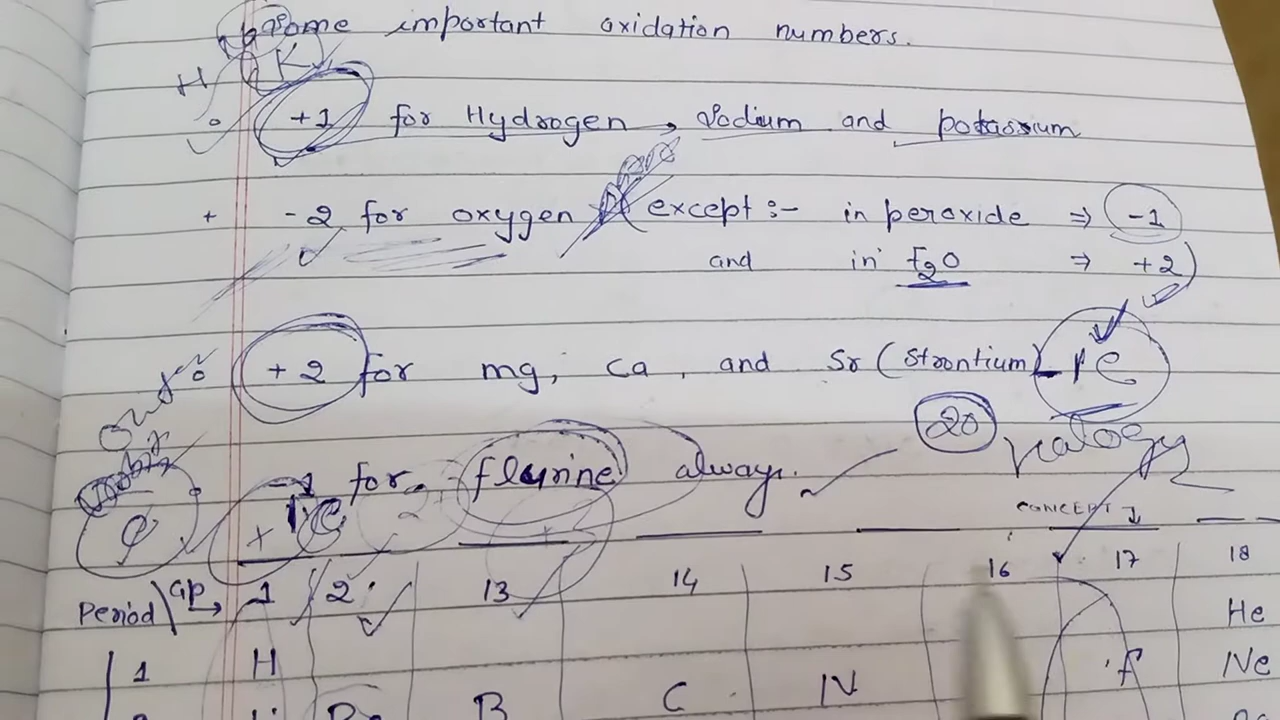 Some important oxidation numbers.
H K
+1 for Hydrogen, Sodium and potassium
+ -2 for oxygen except :- in peroxide ⇒ -1
and in F2O ⇒ +2
+2 for mg, ca, and Sr (Strontium)
20
-1 for flurine always.
CONCEPT ↓
Period \ gp → 1 2 13 14 15 16 17 18
He
1 H
F Ne
B C N